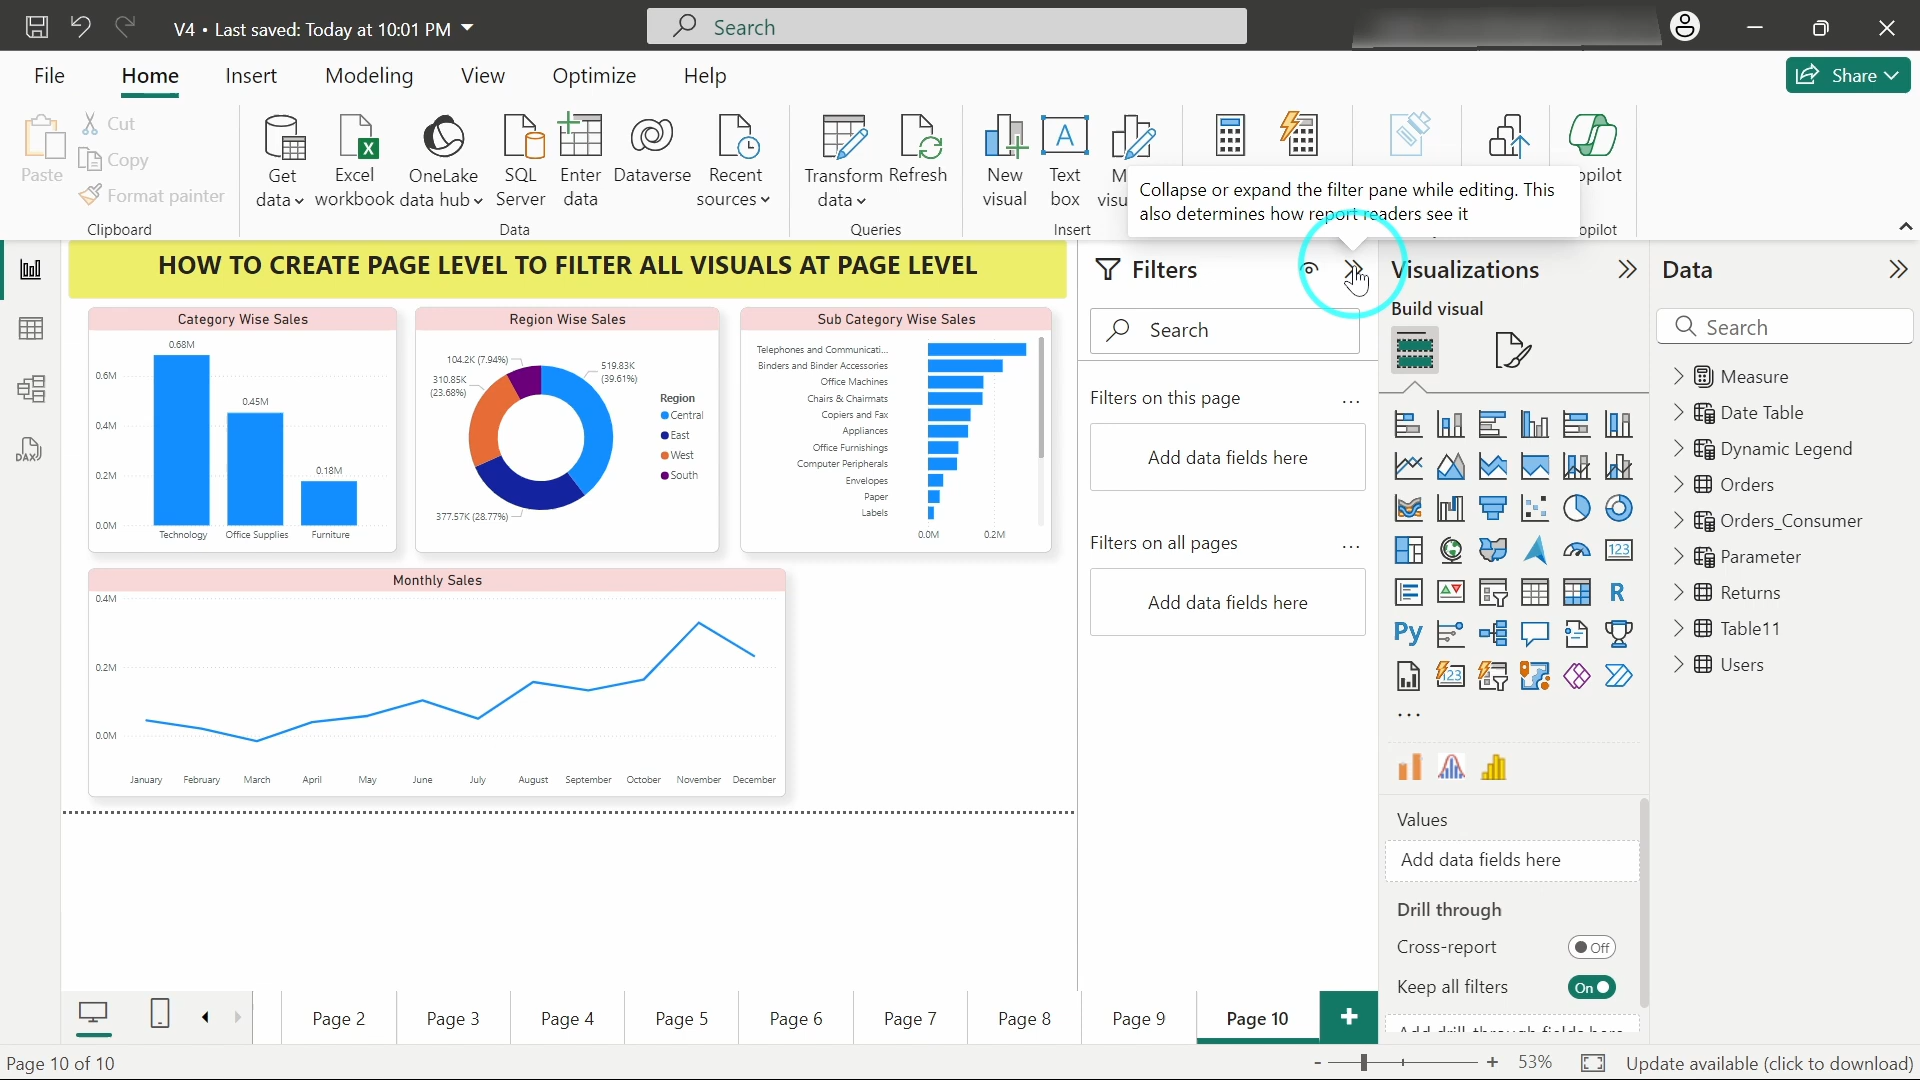 V4 • Last saved: Today at 10:01 PM
Search
File
Home
Insert
Modeling
View
Optimize
Help
Share
Paste
Cut
Copy
Format painter
Clipboard
Get data
Excel workbook
OneLake data hub
SQL Server
Enter data
Dataverse
Recent sources
Data
Transform data
Refresh
Queries
New visual
Text box
Insert
Collapse or expand the filter pane while editing. This
also determines how report readers see it
HOW TO CREATE PAGE LEVEL TO FILTER ALL VISUALS AT PAGE LEVEL
Category Wise Sales
0.68M
0.6M
0.45M
0.4M
0.18M
0.2M
0.0M
Technology
Office Supplies
Furniture
Region Wise Sales
104.2K (7.94%)
519.83K
(39.61%)
310.85K
(23.68%)
377.57K (28.77%)
Region
Central
East
West
South
Sub Category Wise Sales
Telephones and Communicati...
Binders and Binder Accessories
Office Machines
Chairs & Chairmats
Copiers and Fax
Appliances
Office Furnishings
Computer Peripherals
Envelopes
Paper
Labels
0.0M
0.2M
Monthly Sales
0.4M
0.2M
0.0M
January
February
March
April
May
June
July
August
September
October
November
December
Filters
Search
Filters on this page
...
Add data fields here
Filters on all pages
...
Add data fields here
Visualizations
Build visual
123
R
Py
123
...
Values
Add data fields here
Drill through
Cross-report
Off
Keep all filters
On
Data
Search
Measure
Date Table
Dynamic Legend
Orders
Orders_Consumer
Parameter
Returns
Table11
Users
DAX
Page 2
Page 3
Page 4
Page 5
Page 6
Page 7
Page 8
Page 9
Page 10
+
Page 10 of 10
- + 53%
Update available (click to download)